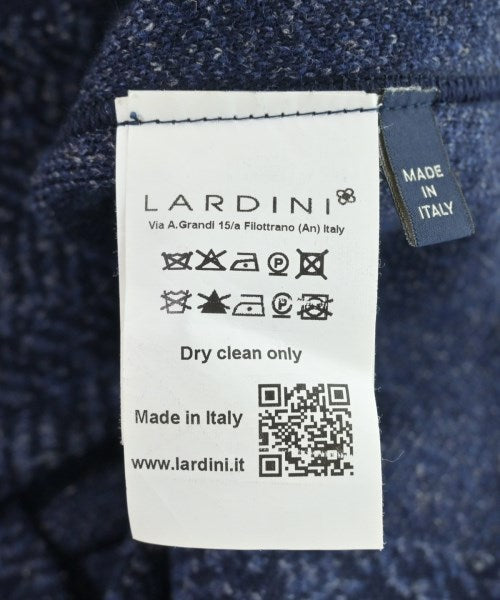 LARDINI
Via A.Grandi 15/a Filottrano (An) Italy
P
P
Dry clean only
Made in Italy
www.lardini.it
MADE
IN
ITALY